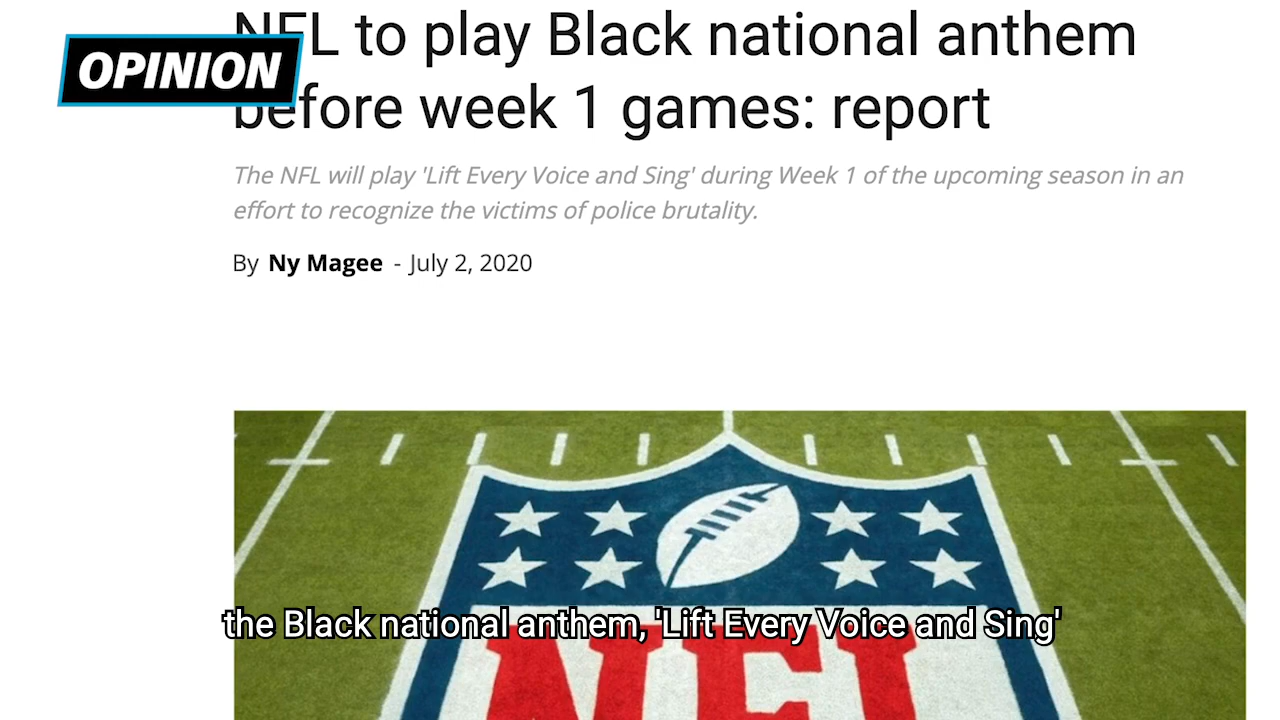 OPINION
NFL to play Black national anthem
before week 1 games: report
The NFL will play 'Lift Every Voice and Sing' during Week 1 of the upcoming season in an
effort to recognize the victims of police brutality.
By Ny Magee - July 2, 2020
the Black national anthem, 'Lift Every Voice and Sing'
NFL